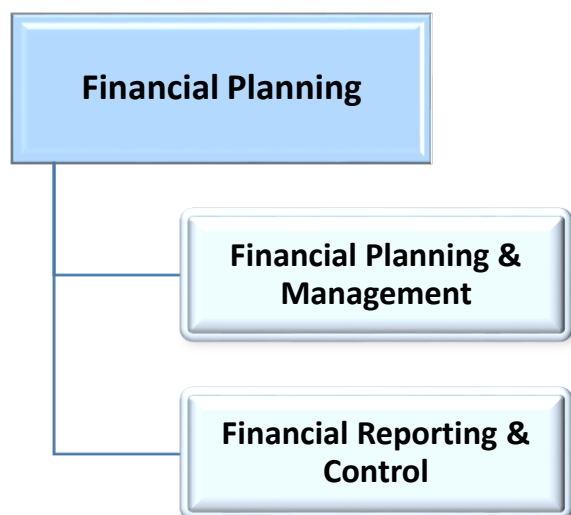 Financial Planning
Financial Planning &
Management
Financial Reporting &
Control